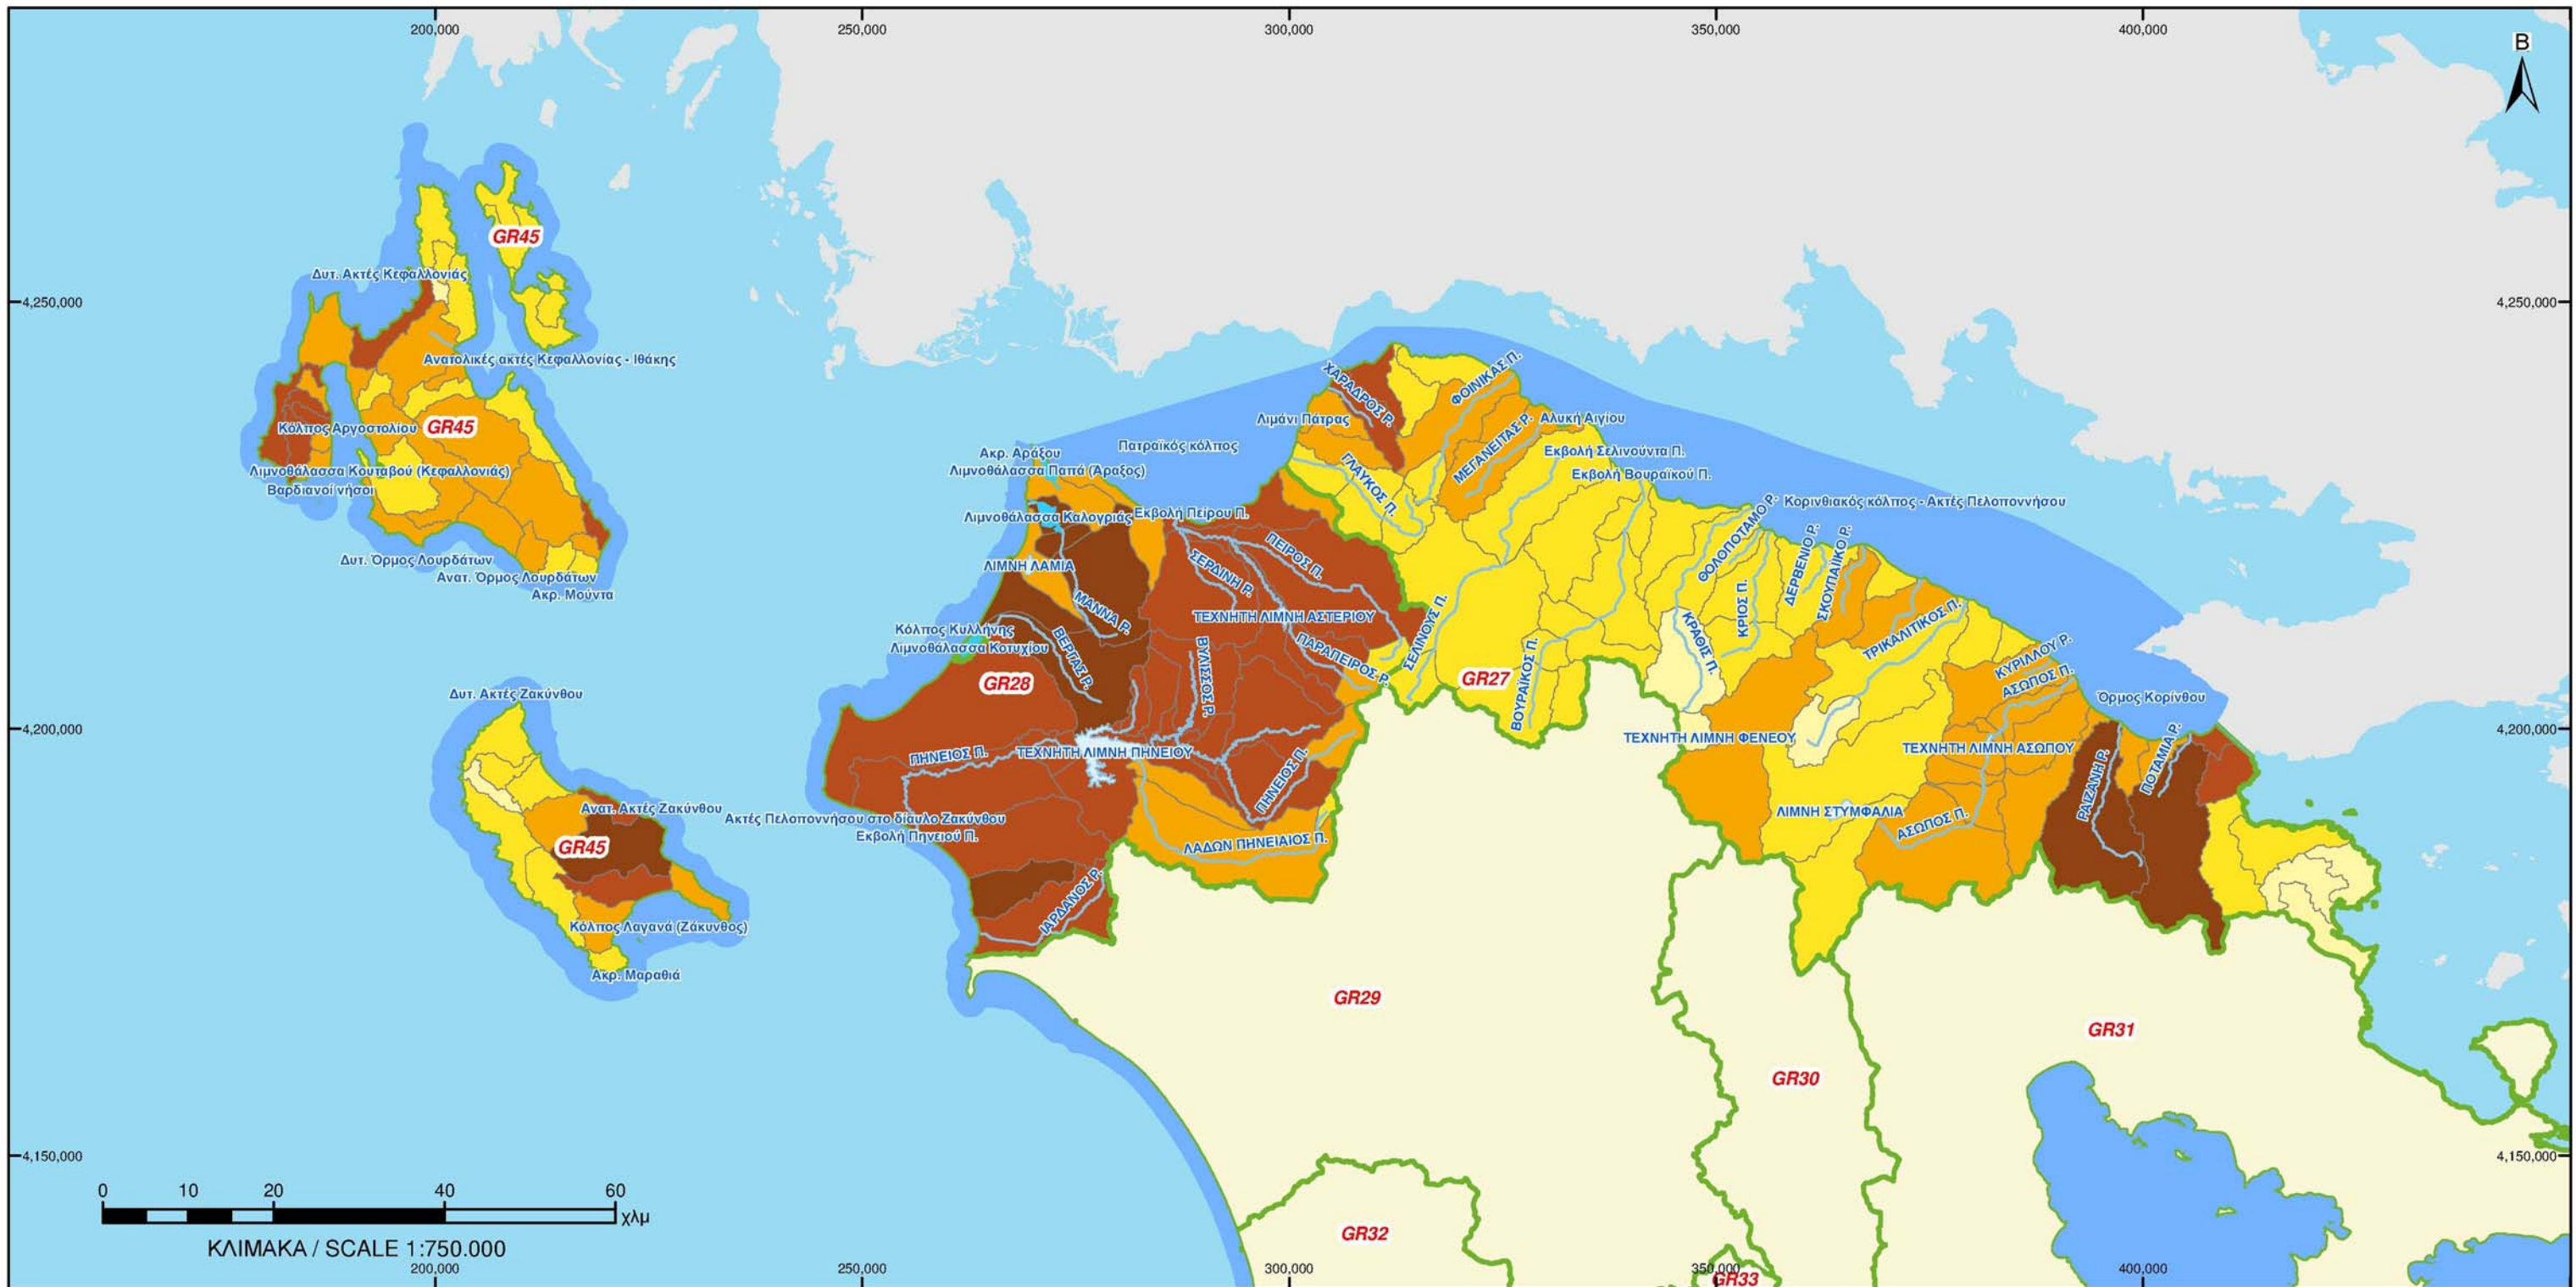 200,000
250,000
300,000
350,000
400,000
Β
GR45
Δυτ. Ακτές Κεφαλλονιάς
4,250,000
4,250,000
Ανατολικές ακτές Κεφαλλονίας - Ιθάκης
ΧΑΡΑΔΡΟΣ Ρ.
ΦΟΙΝΙΚΑΣ Π.
Λιμάνι Πάτρας
Αλυκή Αιγίου
Κόλπος Αργοστολίου
GR45
Πατραϊκός κόλπος
ΜΕΓΑΝΕΙΤΑΣ Ρ.
Ακρ. Αράξου
Εκβολή Σελινούντα Π.
Λιμνοθάλασσα Κουταβού (Κεφαλλονιάς)
Λιμνοθάλασσα Παπά (Άραξος)
Εκβολή Βουραϊκού Π.
Βαρδιανοί νήσοι
ΓΛΑΥΚΟΣ Π.
Κορινθιακός κόλπος - Ακτές Πελοποννήσου
Λιμνοθάλασσα Καλογριάς
Εκβολή Πείρου Π.
ΘΟΛΟΠΟΤΑΜΟ Ρ.
Δυτ. Όρμος Λουρδάτων
ΛΙΜΝΗ ΛΑΜΙΑ
ΣΕΡΔΙΝΗ Ρ.
ΠΕΙΡΟΣ Π.
ΔΕΡΒΕΝΙΟ Ρ.
ΣΚΟΥΠΑΙΙΚΟ Ρ.
Ανατ. Όρμος Λουρδάτων
Ακρ. Μούντα
ΜΑΝΝΑ Ρ.
ΤΕΧΝΗΤΗ ΛΙΜΝΗ ΑΣΤΕΡΙΟΥ
ΚΡΙΟΣ Π.
Κόλπος Κυλλήνης
Λιμνοθάλασσα Κοτυχίου
ΒΕΡΓΑΣ Ρ.
ΠΑΡΑΠΕΙΡΟΣ Ρ.
ΣΕΛΙΝΟΥΣ Π.
ΚΡΑΘΙΣ Π.
ΤΡΙΚΑΛΙΤΙΚΟΣ Π.
ΚΥΡΙΛΛΟΥ Ρ.
ΑΣΩΠΟΣ Π.
GR28
GR27
Δυτ. Ακτές Ζακύνθου
ΒΟΥΡΑΪΚΟΣ Π.
Όρμος Κορίνθου
4,200,000
4,200,000
ΠΗΝΕΙΟΣ Π.
ΤΕΧΝΗΤΗ ΛΙΜΝΗ ΠΗΝΕΙΟΥ
ΤΕΧΝΗΤΗ ΛΙΜΝΗ ΦΕΝΕΟΥ
ΤΕΧΝΗΤΗ ΛΙΜΝΗ ΑΣΩΠΟΥ
ΠΗΝΕΙΟΣ Π.
ΡΑΙΖΑΝΗ Ρ.
ΠΟΤΑΜΙΑ Ρ.
Ανατ. Ακτές Ζακύνθου
Ακτές Πελοποννήσου στο δίαυλο Ζακύνθου
ΛΙΜΝΗ ΣΤΥΜΦΑΛΙΑ
ΑΣΩΠΟΣ Π.
Εκβολή Πηνειού Π.
GR45
ΛΑΔΩΝ ΠΗΝΕΙΑΙΟΣ Π.
ΙΑΡΔΑΝΟΣ Ρ.
Κόλπος Λαγανά (Ζάκυνθος)
Ακρ. Μαραθιά
GR29
GR31
GR30
4,150,000
4,150,000
0 10 20 40 60
χλμ
GR32
ΚΛΙΜΑΚΑ / SCALE 1:750.000
GR33
200,000
250,000
300,000
350,000
400,000